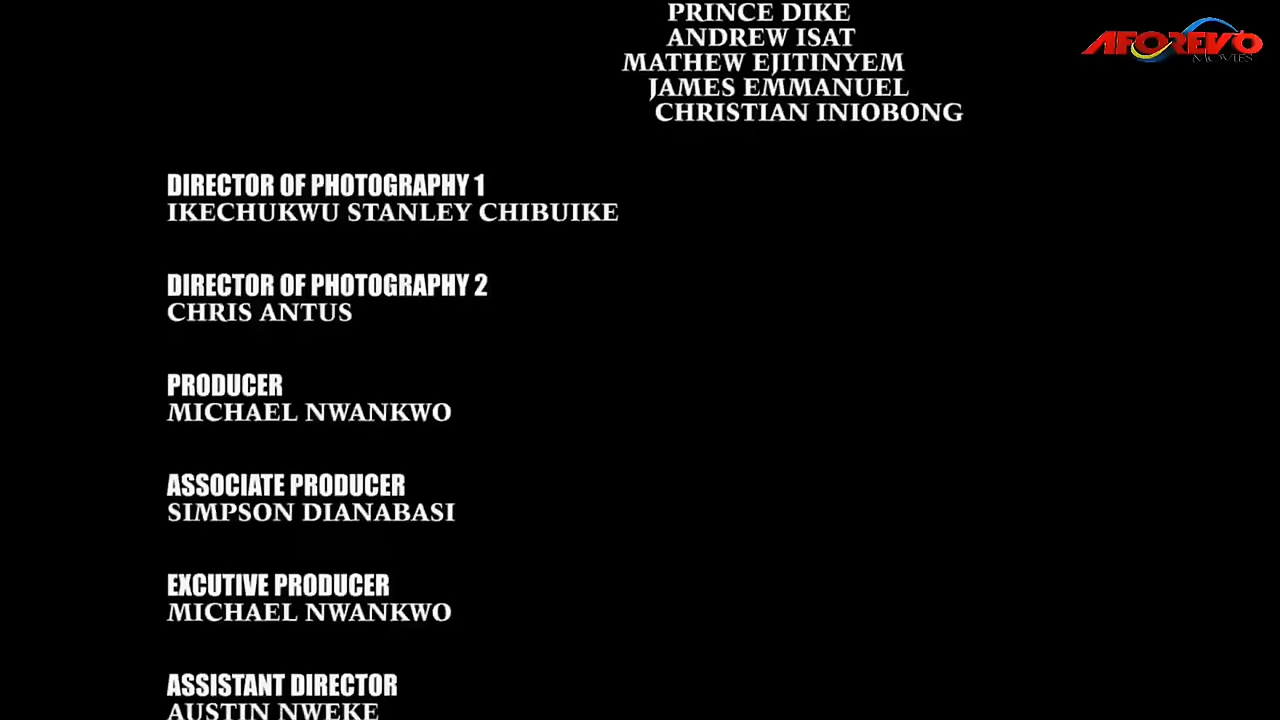 PRINCE DIKE
ANDREW ISAT
MATHEW EJITINYEM
JAMES EMMANUEL
CHRISTIAN INIOBONG
AFOREVO
MOVIES
DIRECTOR OF PHOTOGRAPHY 1
IKECHUKWU STANLEY CHIBUIKE
DIRECTOR OF PHOTOGRAPHY 2
CHRIS ANTUS
PRODUCER
MICHAEL NWANKWO
ASSOCIATE PRODUCER
SIMPSON DIANABASI
EXCUTIVE PRODUCER
MICHAEL NWANKWO
ASSISTANT DIRECTOR
AUSTIN NWEKE